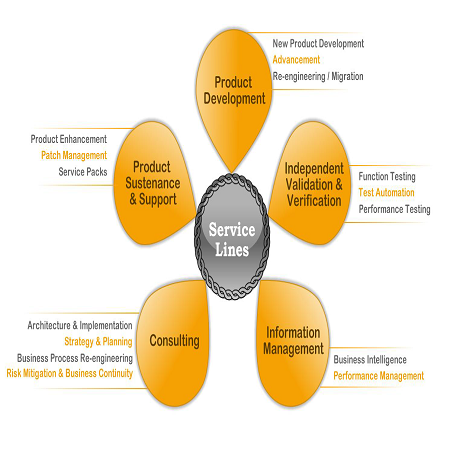 New Product Development
Advancement
Re-engineering / Migration
Product
Development
Product Enhancement
Patch Management
Service Packs
Product
Sustenance
& Support
Independent
Validation &
Verification
Function Testing
Test Automation
Performance Testing
Service
Lines
Architecture & Implementation
Strategy & Planning
Business Process Re-engineering
Risk Mitigation & Business Continuity
Consulting
Information
Management
Business Intelligence
Performance Management